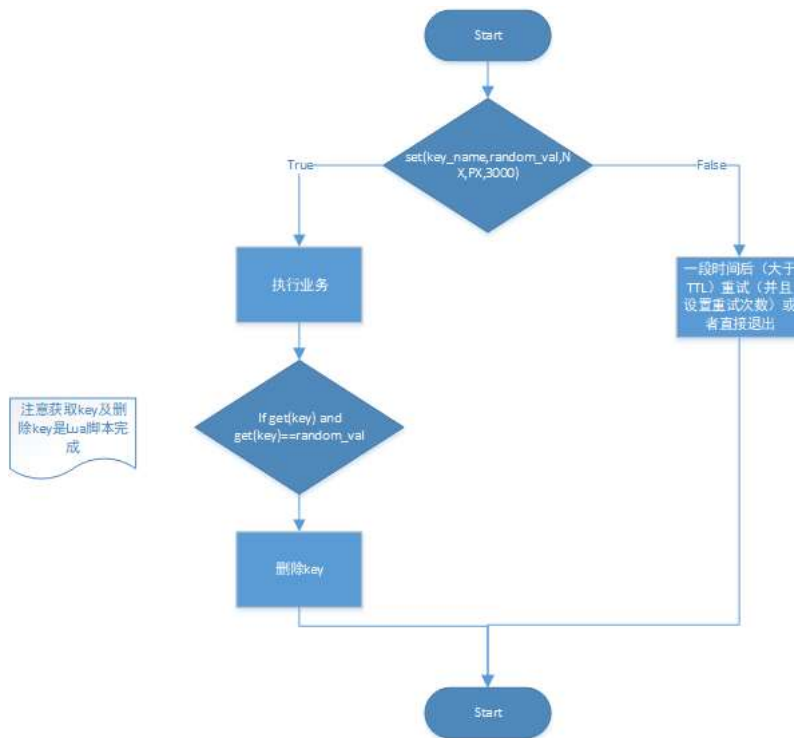 Start
set(key_name,random_val,N
X,PX,3000)
True
False
执行业务
一段时间后（大于
TTL）重试（并且
设置重试次数）或
者直接退出
If get(key) and
get(key)==random_val
注意获取key及删
除key是Lua脚本完
成
删除key
Start